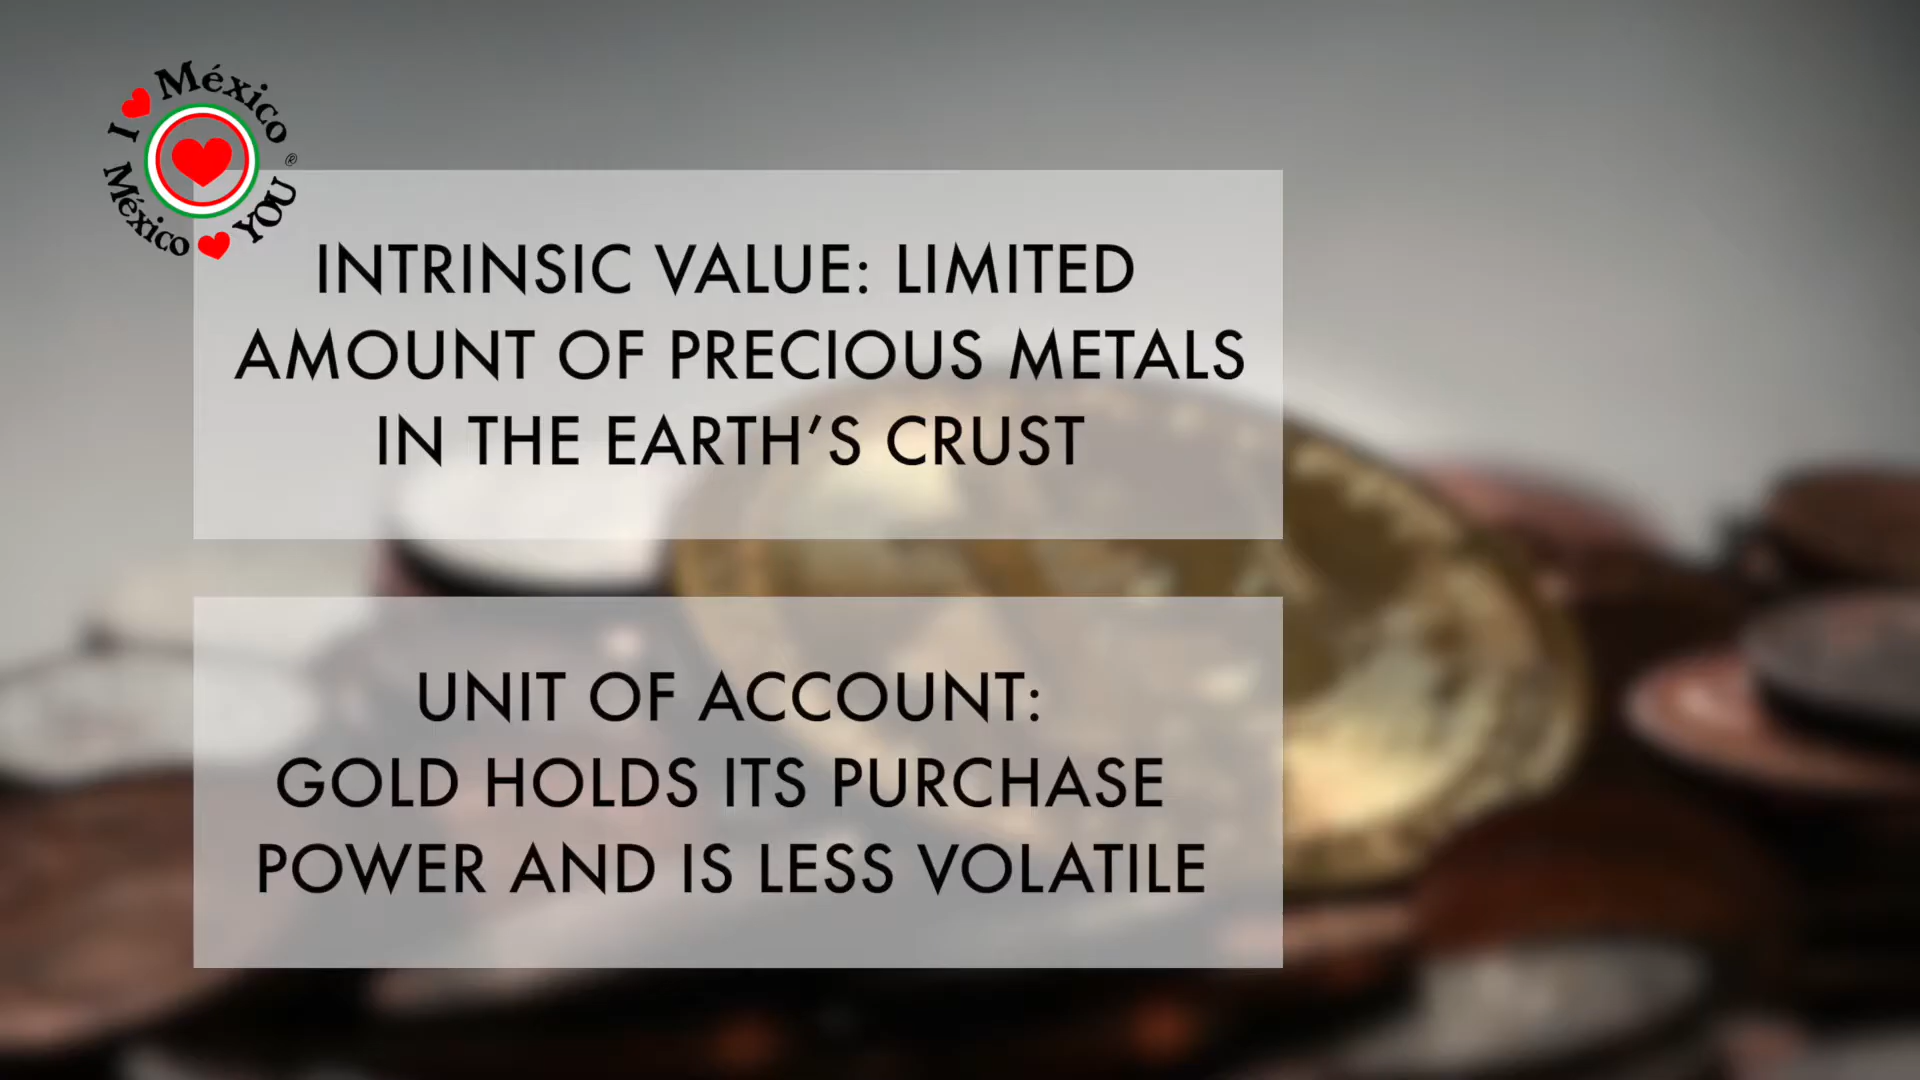 I México
México YOU ®
INTRINSIC VALUE: LIMITED
AMOUNT OF PRECIOUS METALS
IN THE EARTH’S CRUST
UNIT OF ACCOUNT:
GOLD HOLDS ITS PURCHASE
POWER AND IS LESS VOLATILE